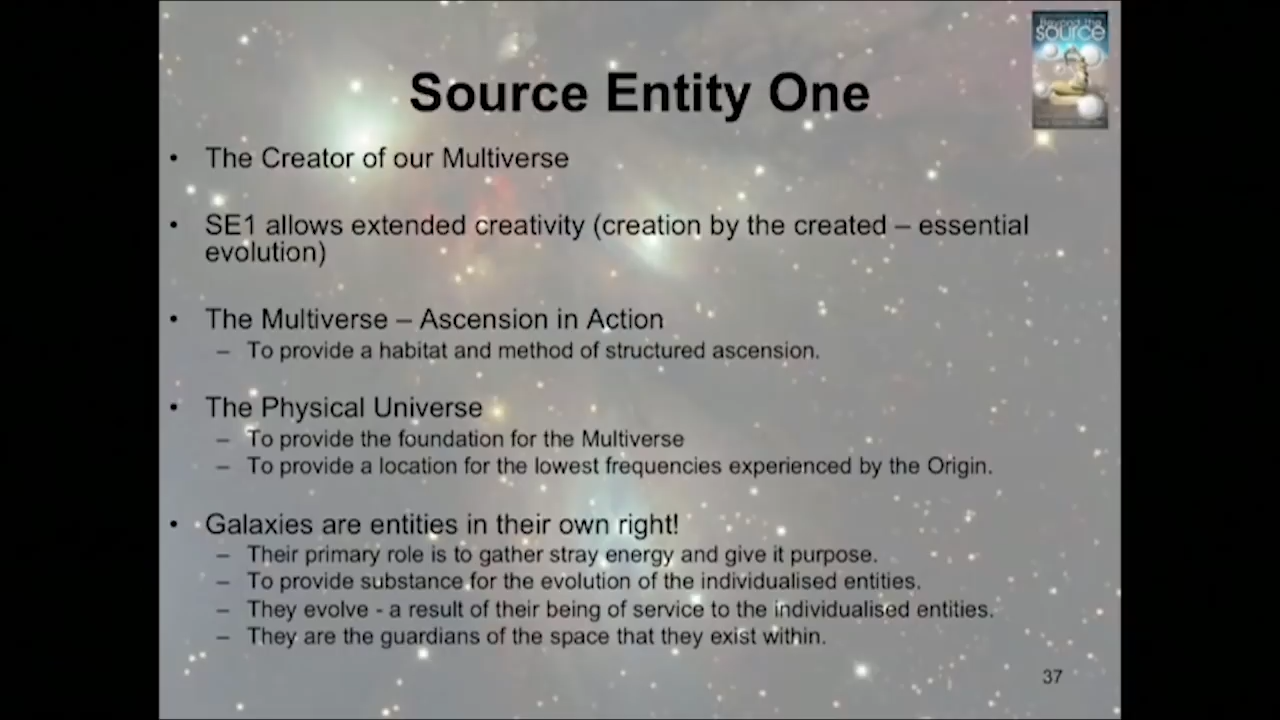 Beyond the
source
Source Entity One
• The Creator of our Multiverse
• SE1 allows extended creativity (creation by the created – essential
evolution)
• The Multiverse – Ascension in Action
– To provide a habitat and method of structured ascension.
• The Physical Universe
– To provide the foundation for the Multiverse
– To provide a location for the lowest frequencies experienced by the Origin.
• Galaxies are entities in their own right!
– Their primary role is to gather stray energy and give it purpose.
– To provide substance for the evolution of the individualised entities.
– They evolve - a result of their being of service to the individualised entities.
– They are the guardians of the space that they exist within.
37